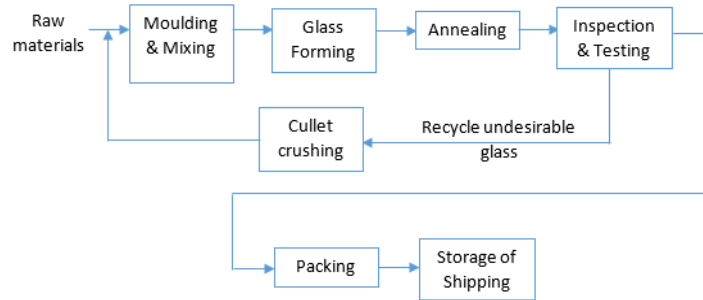 Raw
materials
Moulding
& Mixing
Glass
Forming
Annealing
Inspection
& Testing
Cullet
crushing
Recycle undesirable
glass
Packing
Storage of
Shipping